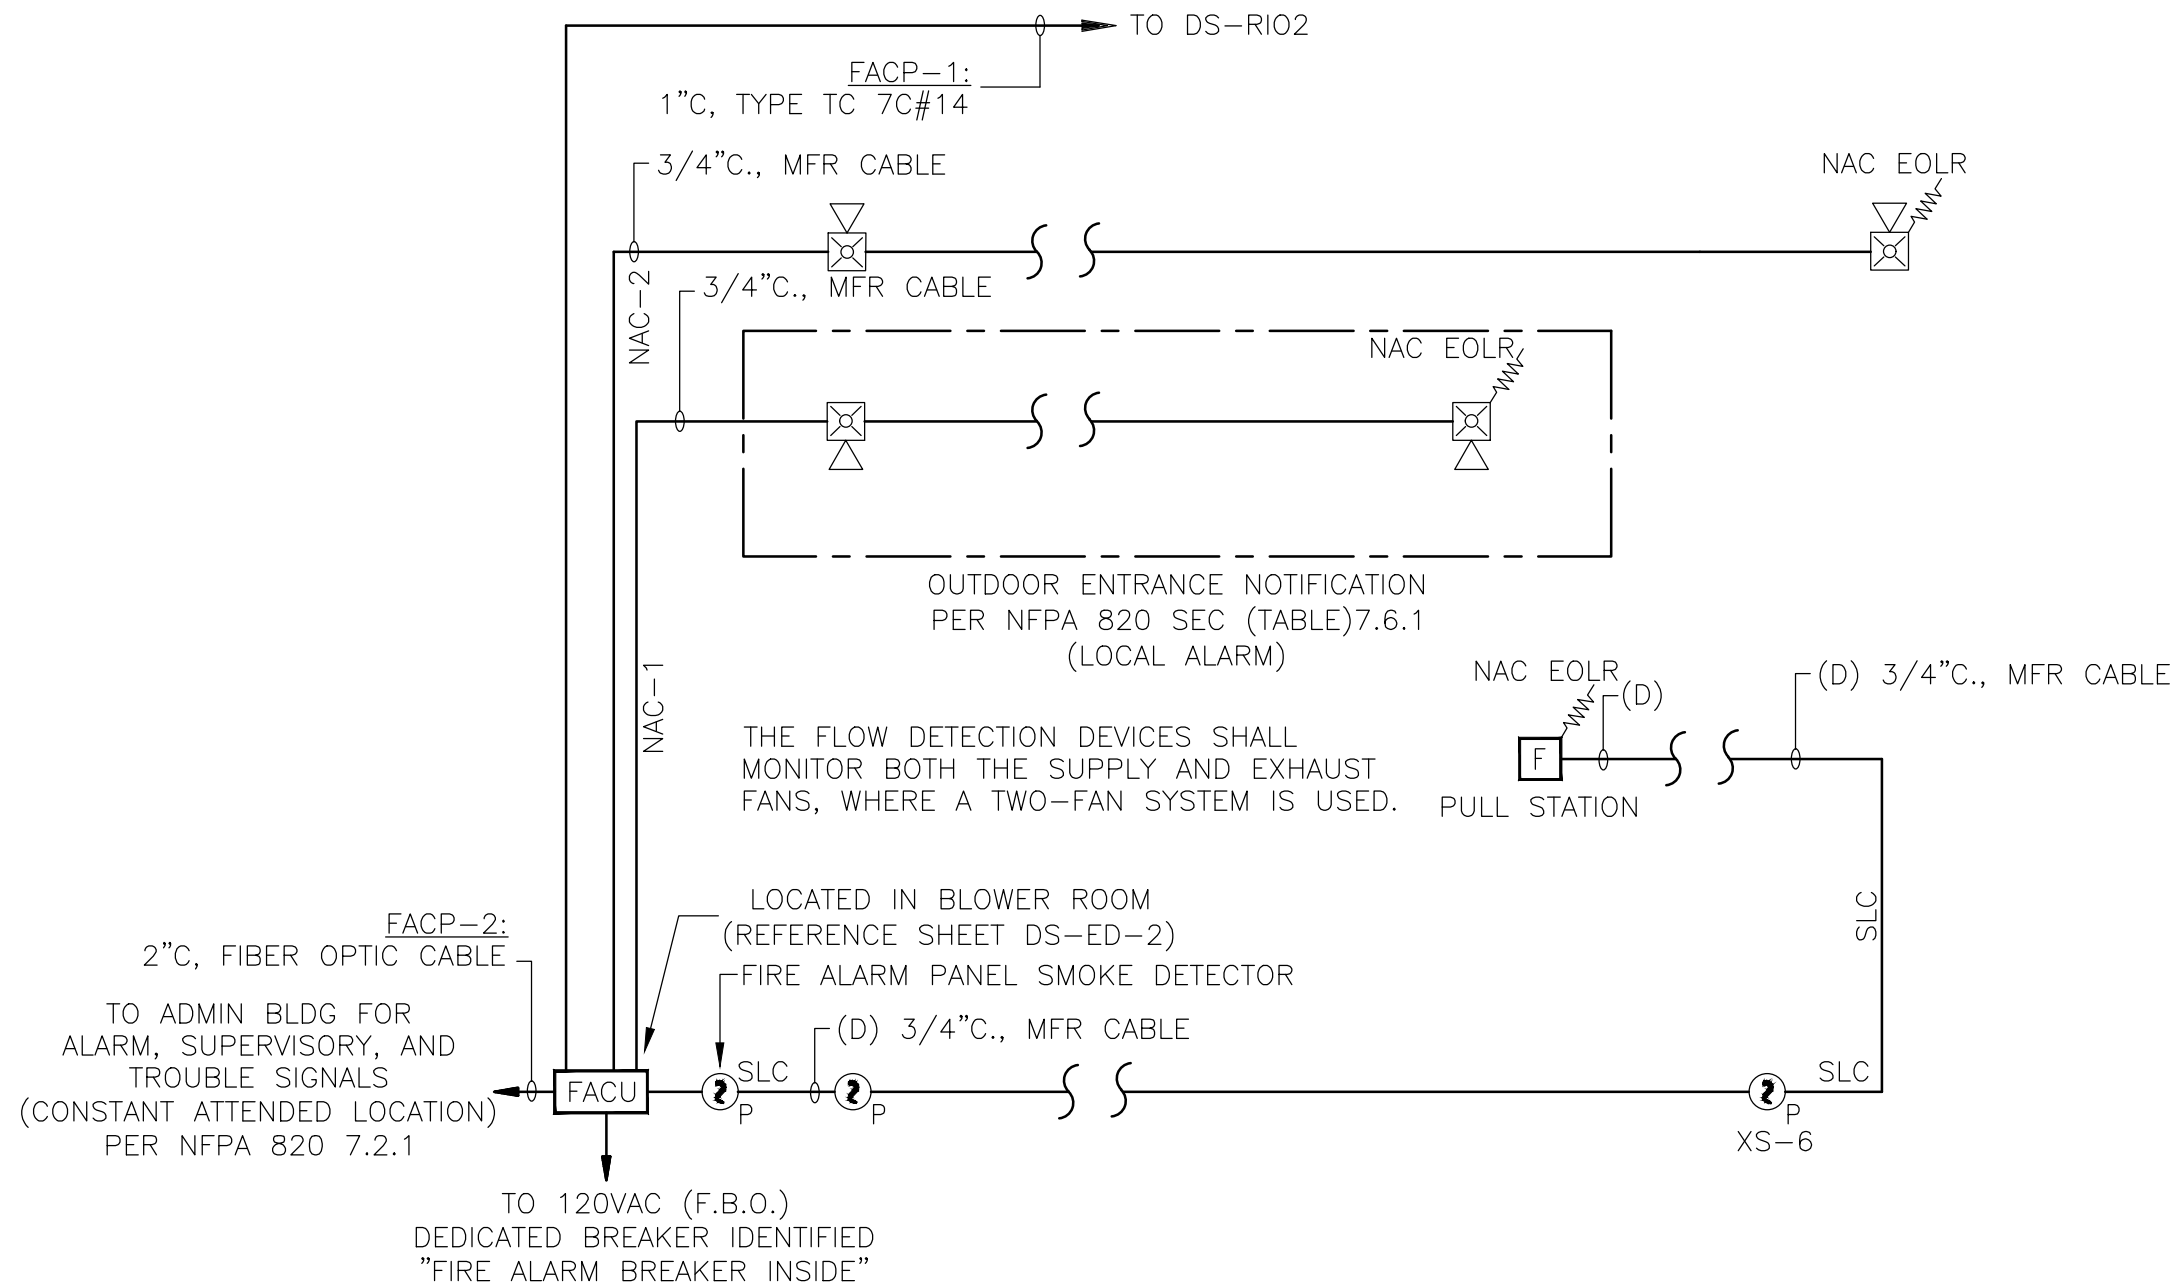 TO DS-RIO2
FACP-1:
1"C, TYPE TC 7C#14
3/4"C., MFR CABLE
NAC EOLR
NAC-2
3/4"C., MFR CABLE
NAC EOLR
OUTDOOR ENTRANCE NOTIFICATION
PER NFPA 820 SEC (TABLE)7.6.1
(LOCAL ALARM)
NAC-1
NAC EOLR
(D)
(D) 3/4"C., MFR CABLE
F
PULL STATION
THE FLOW DETECTION DEVICES SHALL
MONITOR BOTH THE SUPPLY AND EXHAUST
FANS, WHERE A TWO-FAN SYSTEM IS USED.
SLC
LOCATED IN BLOWER ROOM
(REFERENCE SHEET DS-ED-2)
FIRE ALARM PANEL SMOKE DETECTOR
FACP-2:
2"C, FIBER OPTIC CABLE
TO ADMIN BLDG FOR
ALARM, SUPERVISORY, AND
TROUBLE SIGNALS
(CONSTANT ATTENDED LOCATION)
PER NFPA 820 7.2.1
(D) 3/4"C., MFR CABLE
FACU
SLC
P
P
SLC
P
XS-6
TO 120VAC (F.B.O.)
DEDICATED BREAKER IDENTIFIED
"FIRE ALARM BREAKER INSIDE"